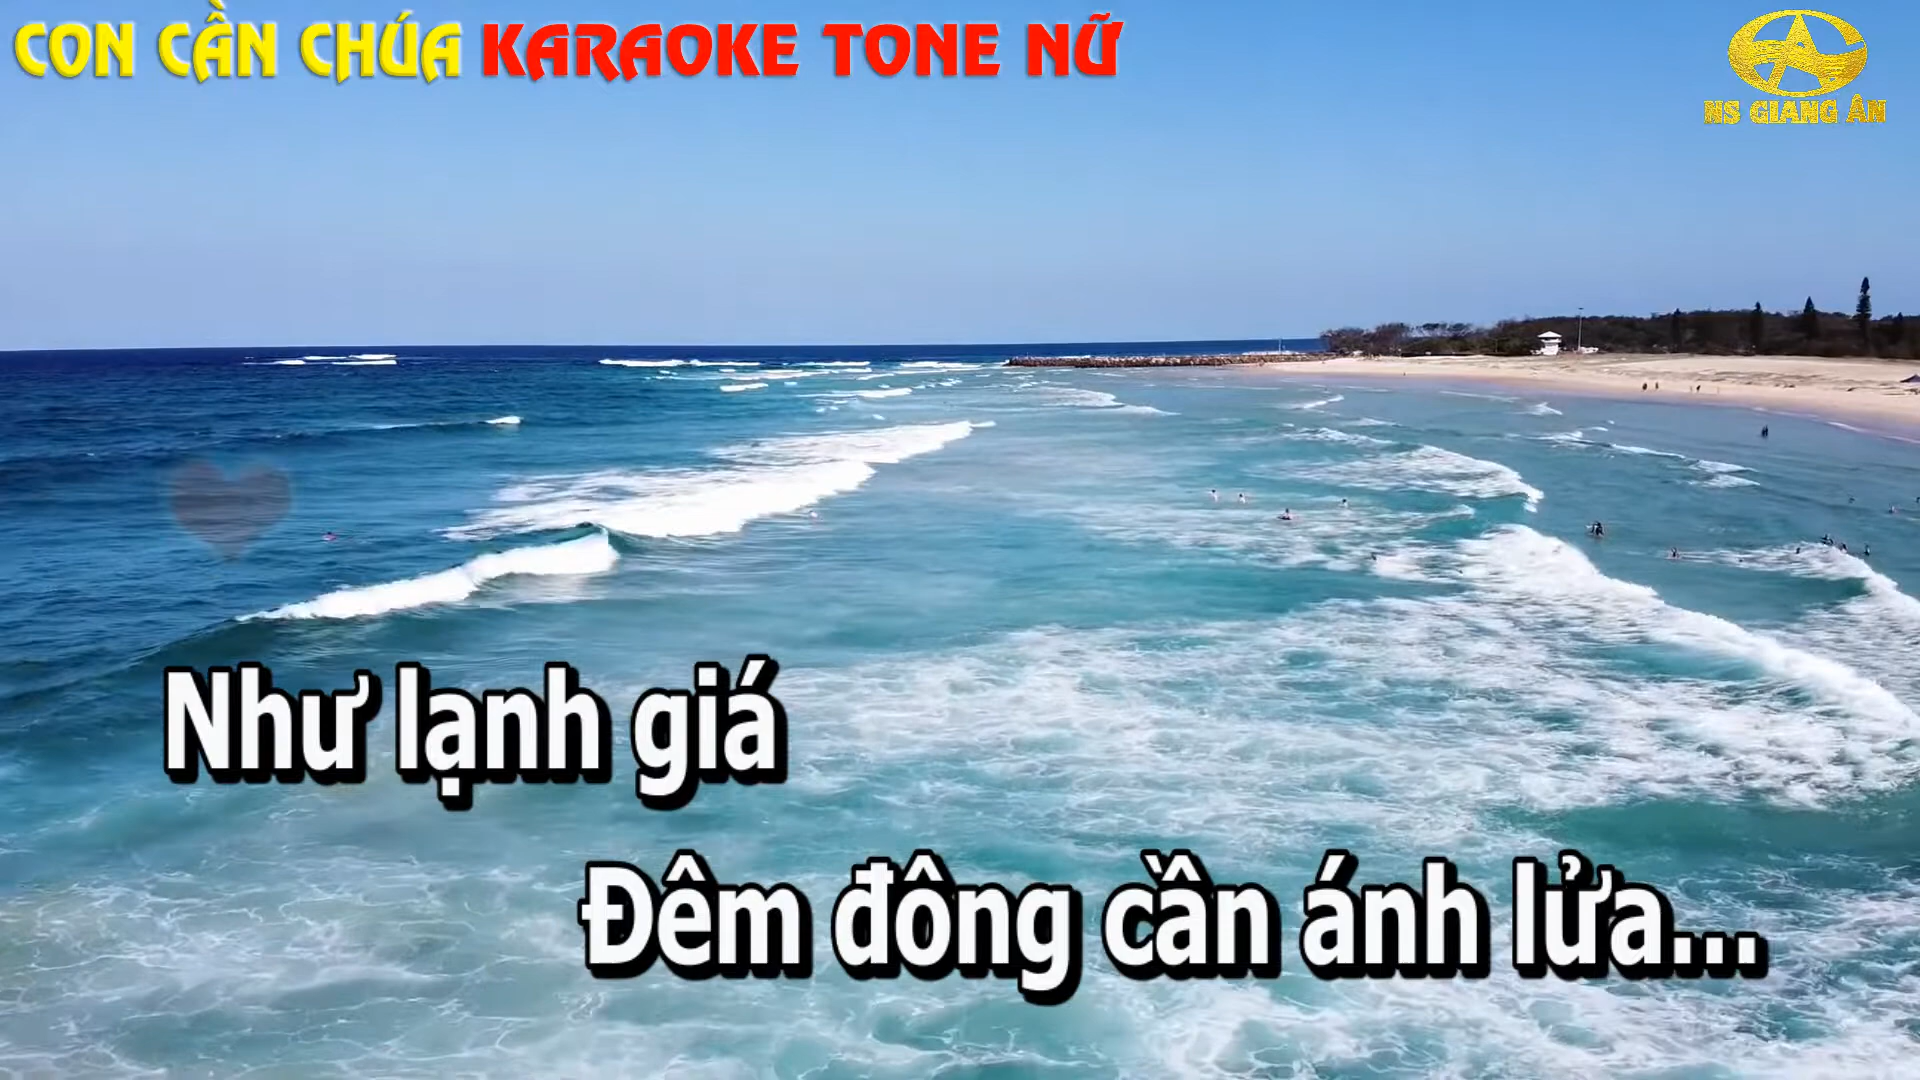 CON CẦN CHÚA KARAOKE TONE NỮ
NS GIANG ÂN
Như lạnh giá
Đêm đông cần ánh lửa...